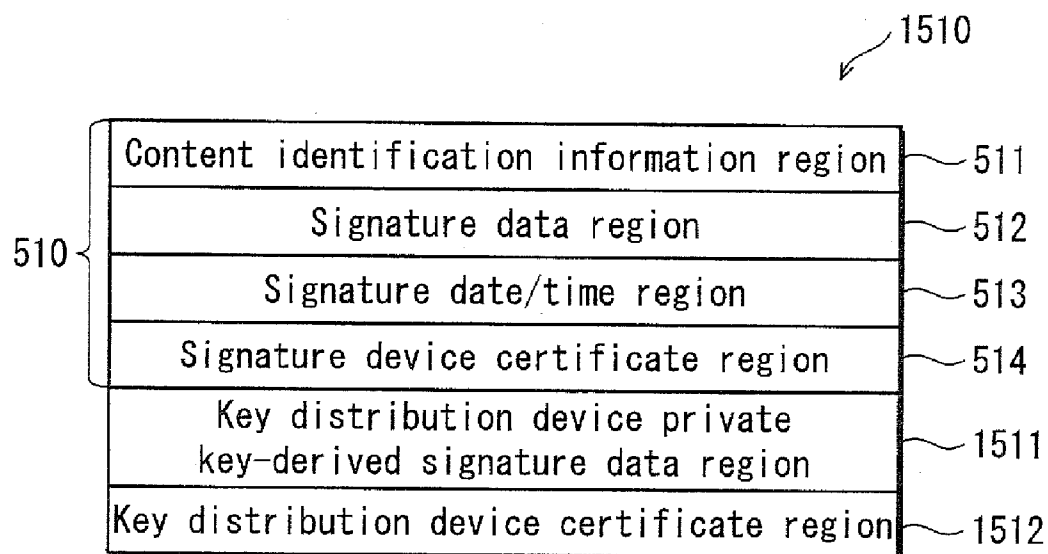 1510
Content identification information region 511
Signature data region 512
510
Signature date/time region 513
Signature device certificate region 514
Key distribution device private
key-derived signature data region 1511
Key distribution device certificate region 1512